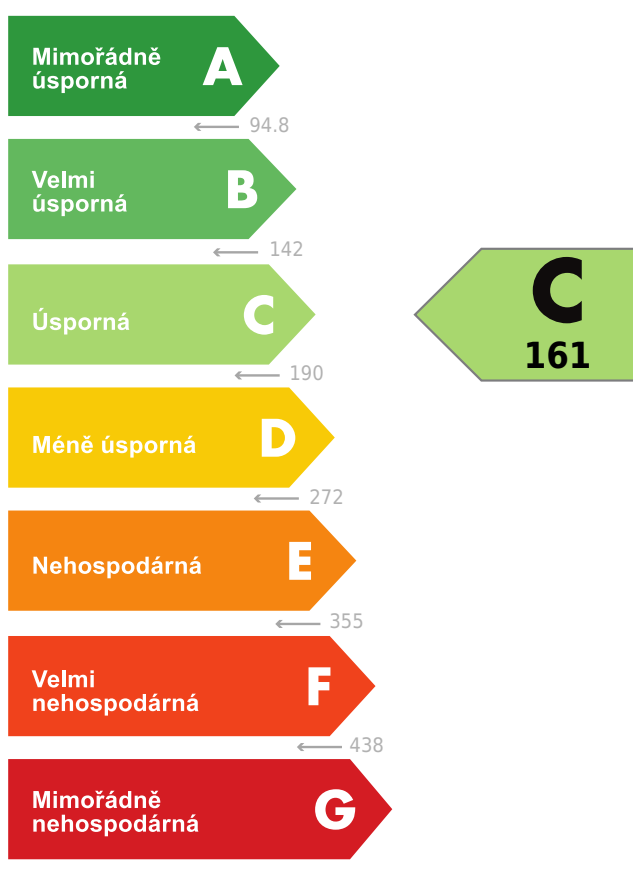 Mimořádně
úsporná
A
94.8
Velmi
úsporná
B
142
Úsporná
C
190
C
161
Méně úsporná
D
272
Nehospodárná
E
355
Velmi
nehospodárná
F
438
Mimořádně
nehospodárná
G